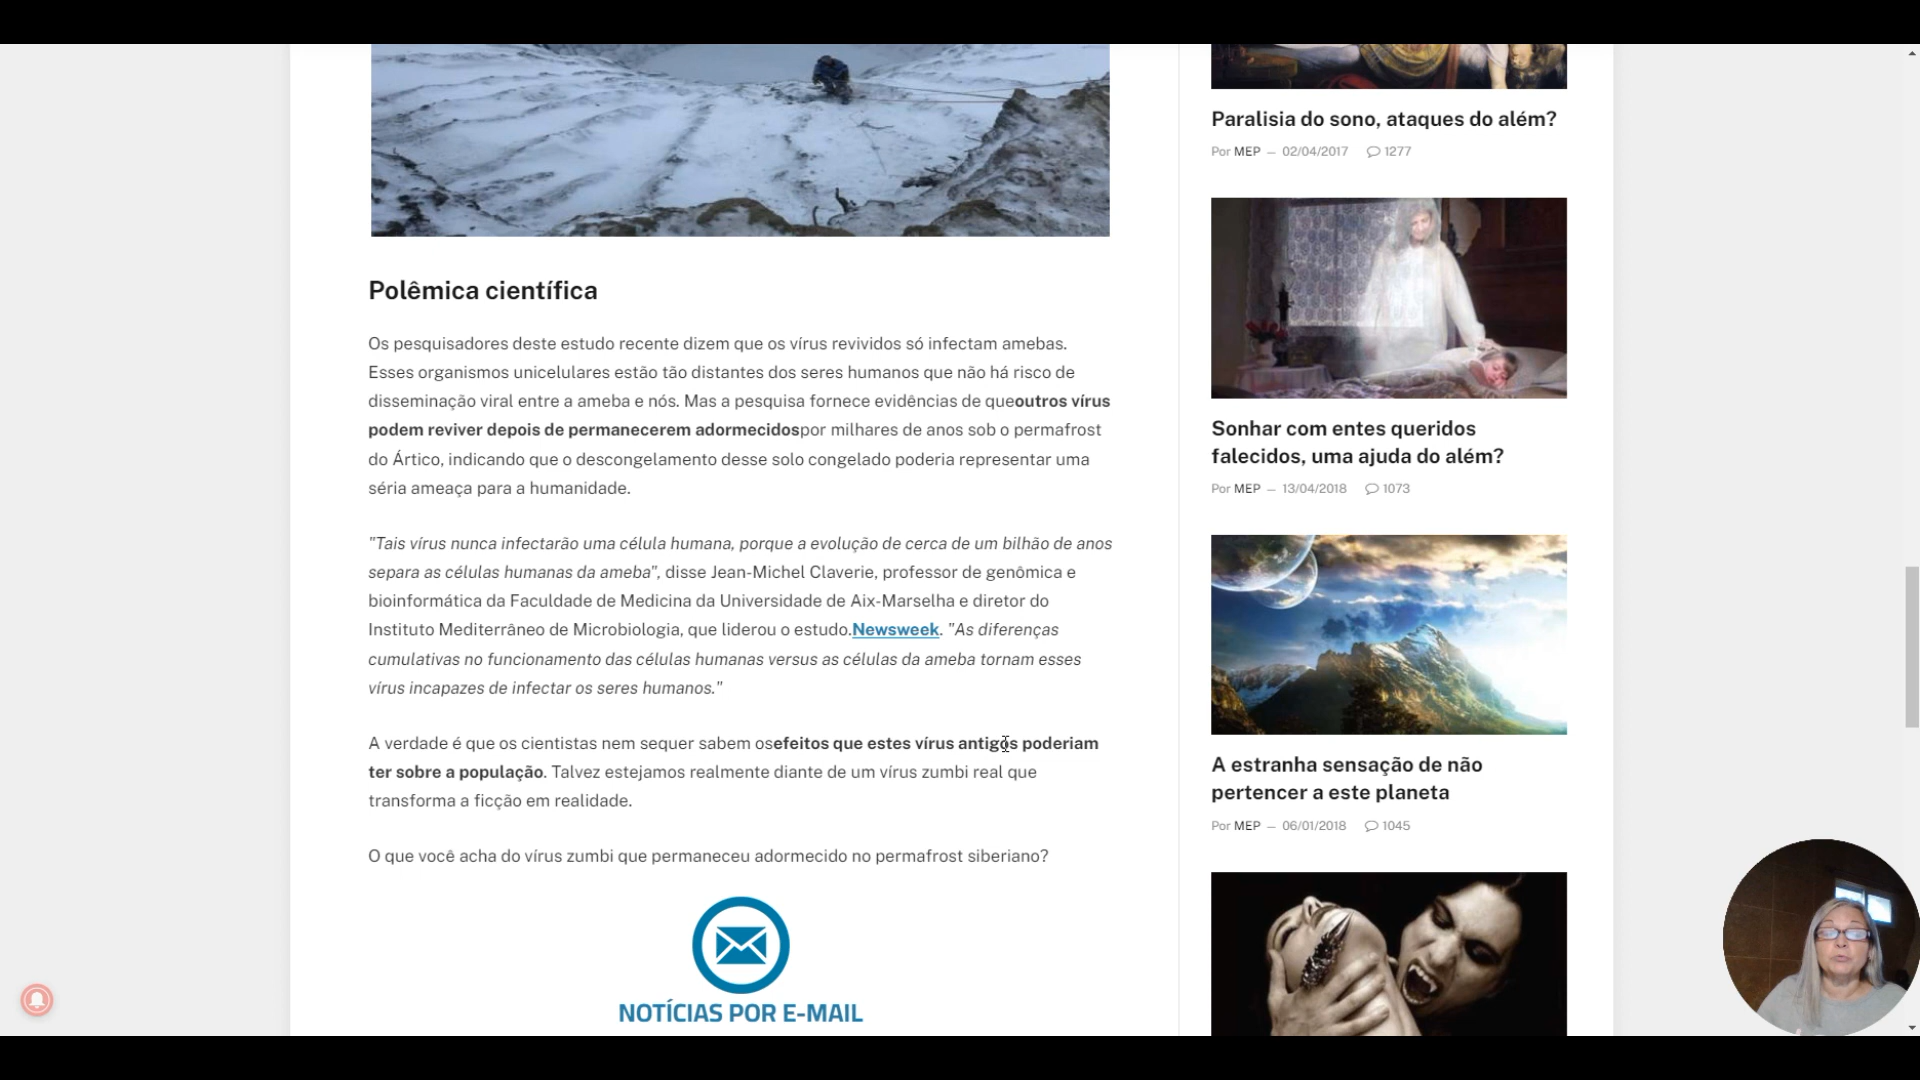 Polêmica científica
Os pesquisadores deste estudo recente dizem que os vírus revividos só infectam amebas.
Esses organismos unicelulares estão tão distantes dos seres humanos que não há risco de
disseminação viral entre a ameba e nós. Mas a pesquisa fornece evidências de queoutros vírus
podem reviver depois de permanecerem adormecidospor milhares de anos sob o permafrost
do Ártico, indicando que o descongelamento desse solo congelado poderia representar uma
séria ameaça para a humanidade.
"Tais vírus nunca infectarão uma célula humana, porque a evolução de cerca de um bilhão de anos
separa as células humanas da ameba", disse Jean-Michel Claverie, professor de genômica e
bioinformática da Faculdade de Medicina da Universidade de Aix-Marselha e diretor do
Instituto Mediterrâneo de Microbiologia, que liderou o estudo.Newsweek. "As diferenças
cumulativas no funcionamento das células humanas versus as células da ameba tornam esses
vírus incapazes de infectar os seres humanos."
A verdade é que os cientistas nem sequer sabem osefeitos que estes vírus antigos poderiam
ter sobre a população. Talvez estejamos realmente diante de um vírus zumbi real que
transforma a ficção em realidade.
O que você acha do vírus zumbi que permaneceu adormecido no permafrost siberiano?
NOTÍCIAS POR E-MAIL
Paralisia do sono, ataques do além?
Por MEP — 02/04/2017 1277
Sonhar com entes queridos
falecidos, uma ajuda do além?
Por MEP — 13/04/2018 1073
A estranha sensação de não
pertencer a este planeta
Por MEP — 06/01/2018 1045